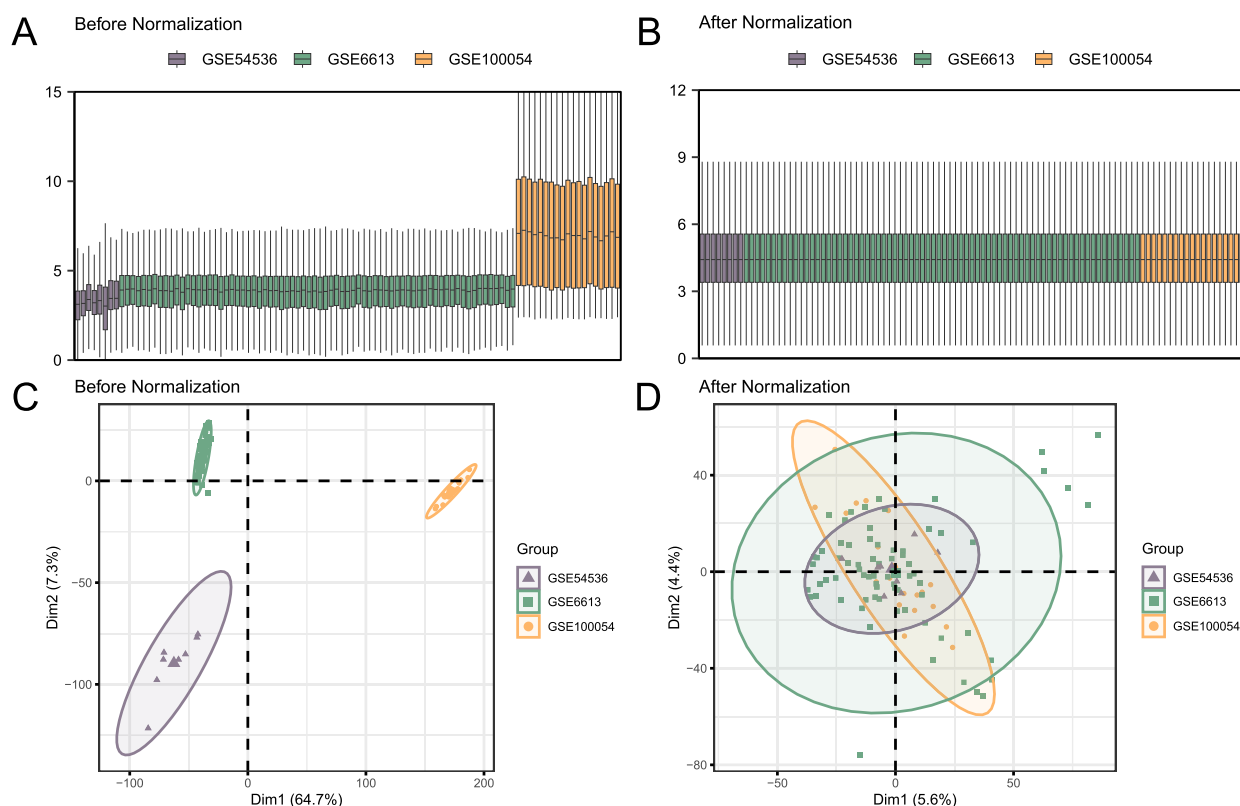 A
Before Normalization
GSE54536 GSE6613 GSE100054
15
10
5
0
B
After Normalization
GSE54536 GSE6613 GSE100054
12
9
6
3
0
C
Before Normalization
Dim2 (7.3%)
0
−50
−100
−100 0 100 200
Dim1 (64.7%)
Group
GSE54536
GSE6613
GSE100054
D
After Normalization
Dim2 (4.4%)
40
0
−40
−80
−50 0 50
Dim1 (5.6%)
Group
GSE54536
GSE6613
GSE100054